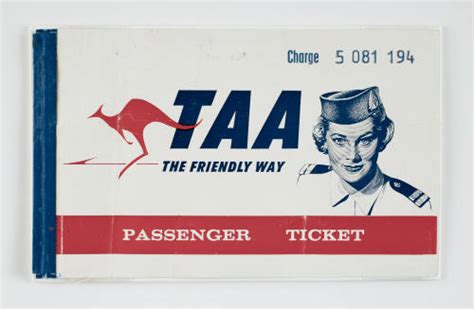 Charge 5 081 194
TAA
THE FRIENDLY WAY
PASSENGER TICKET